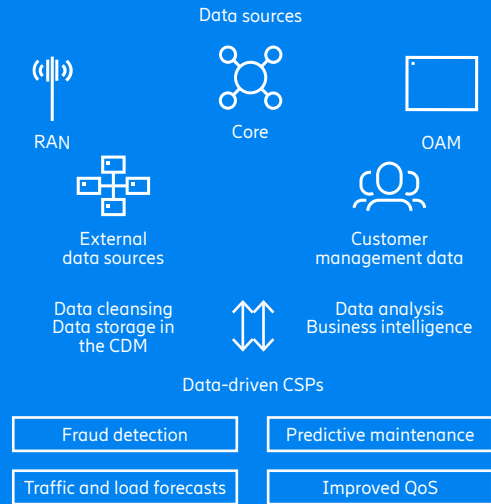 Data sources
RAN
Core
OAM
External
data sources
Customer
management data
Data cleansing
Data storage in
the CDM
Data analysis
Business intelligence
Data-driven CSPs
Fraud detection
Predictive maintenance
Traffic and load forecasts
Improved QoS